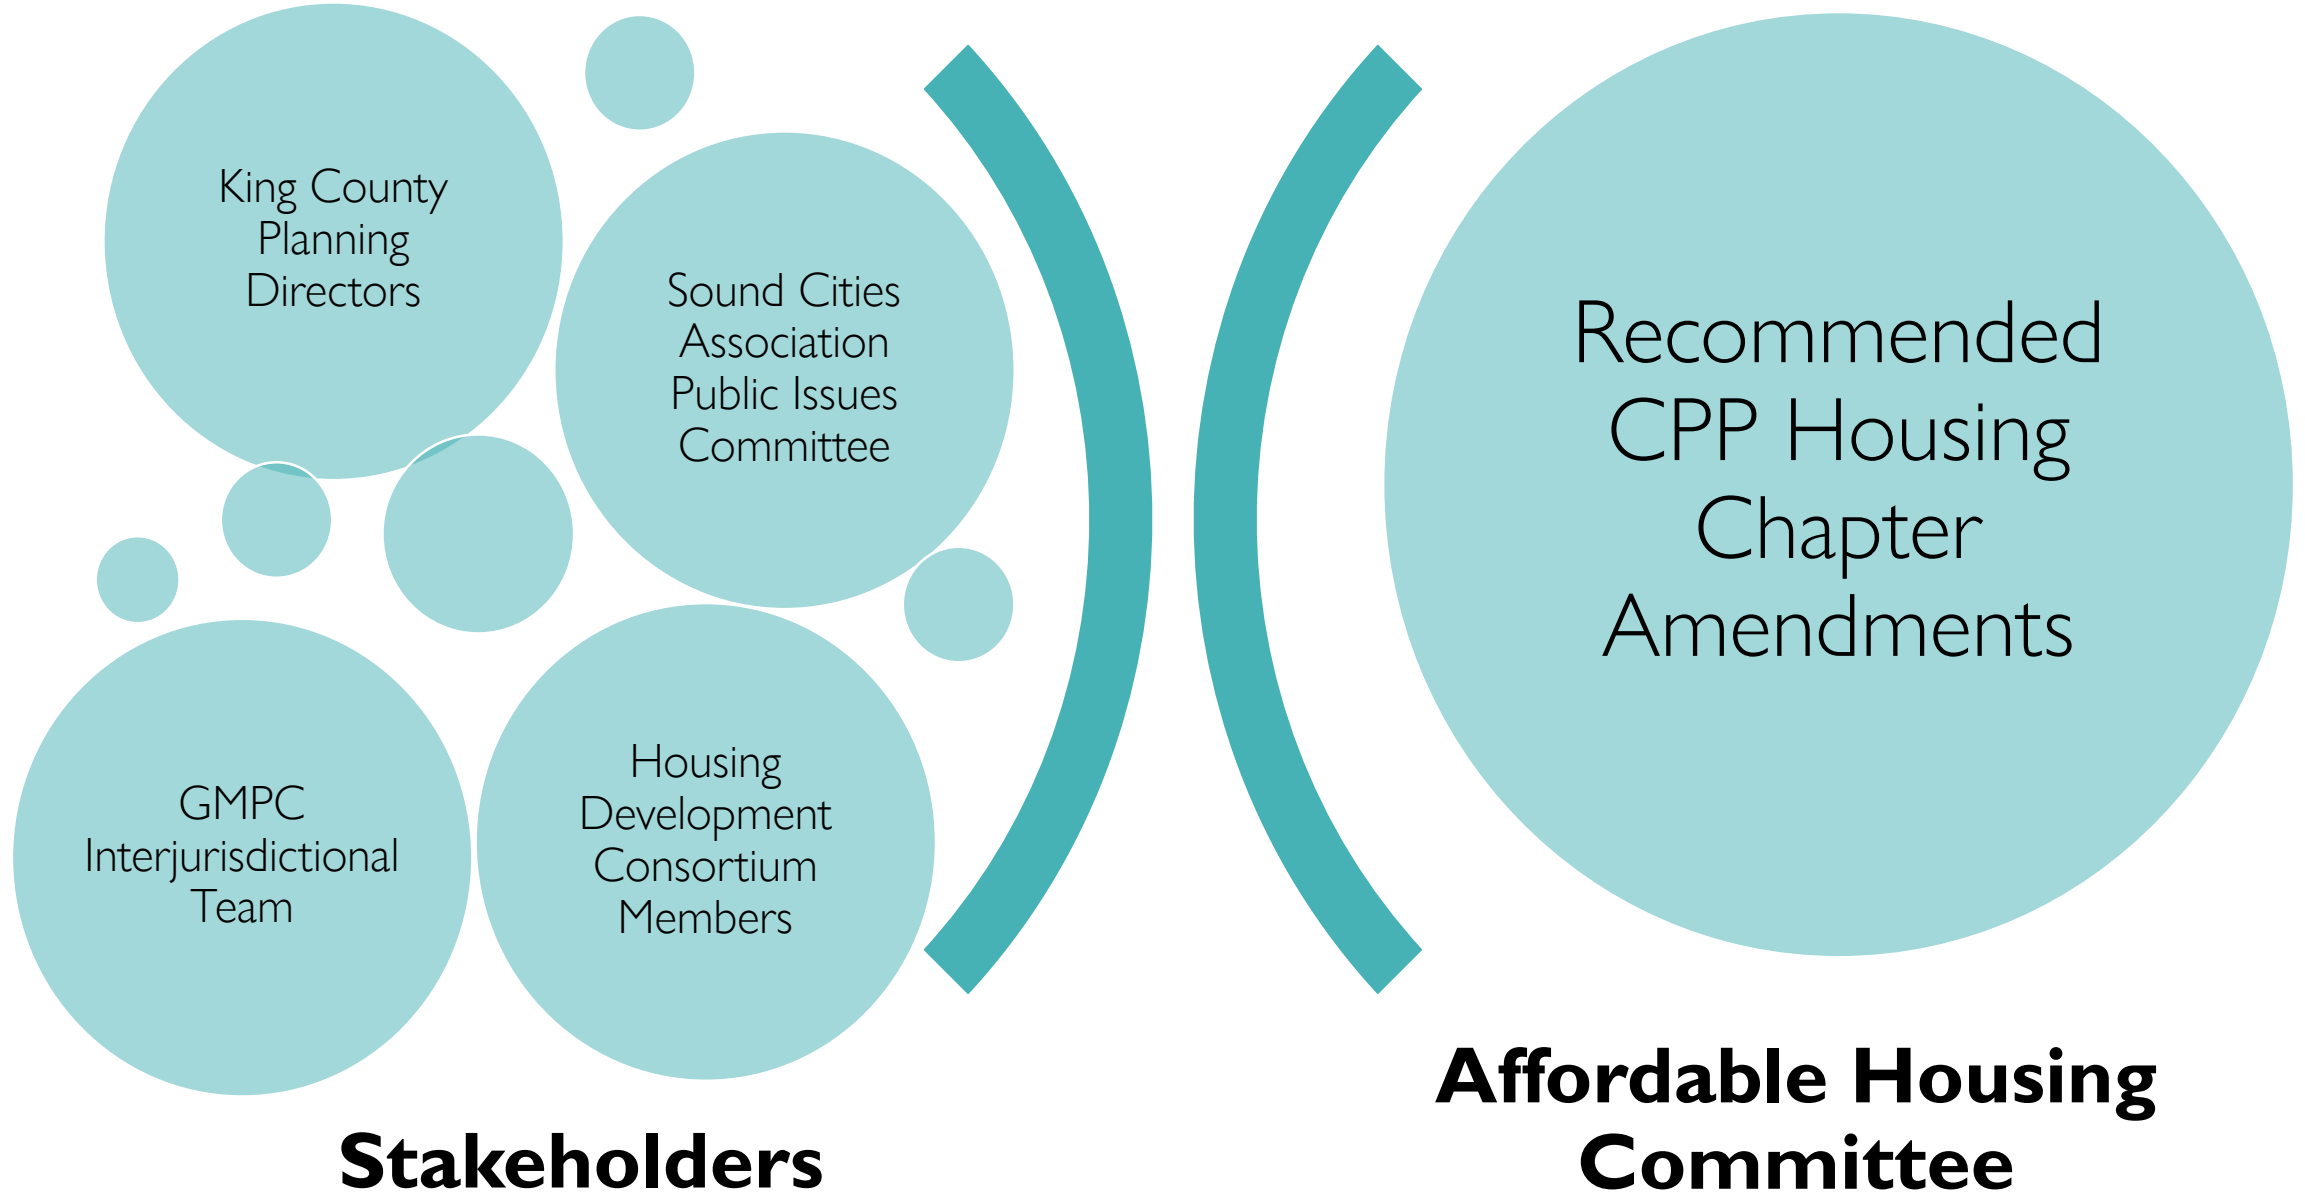 King County
Planning
Directors
Sound Cities
Association
Public Issues
Committee
GMPC
Interjurisdictional
Team
Housing
Development
Consortium
Members
Stakeholders
Recommended
CPP Housing
Chapter
Amendments
Affordable Housing
Committee